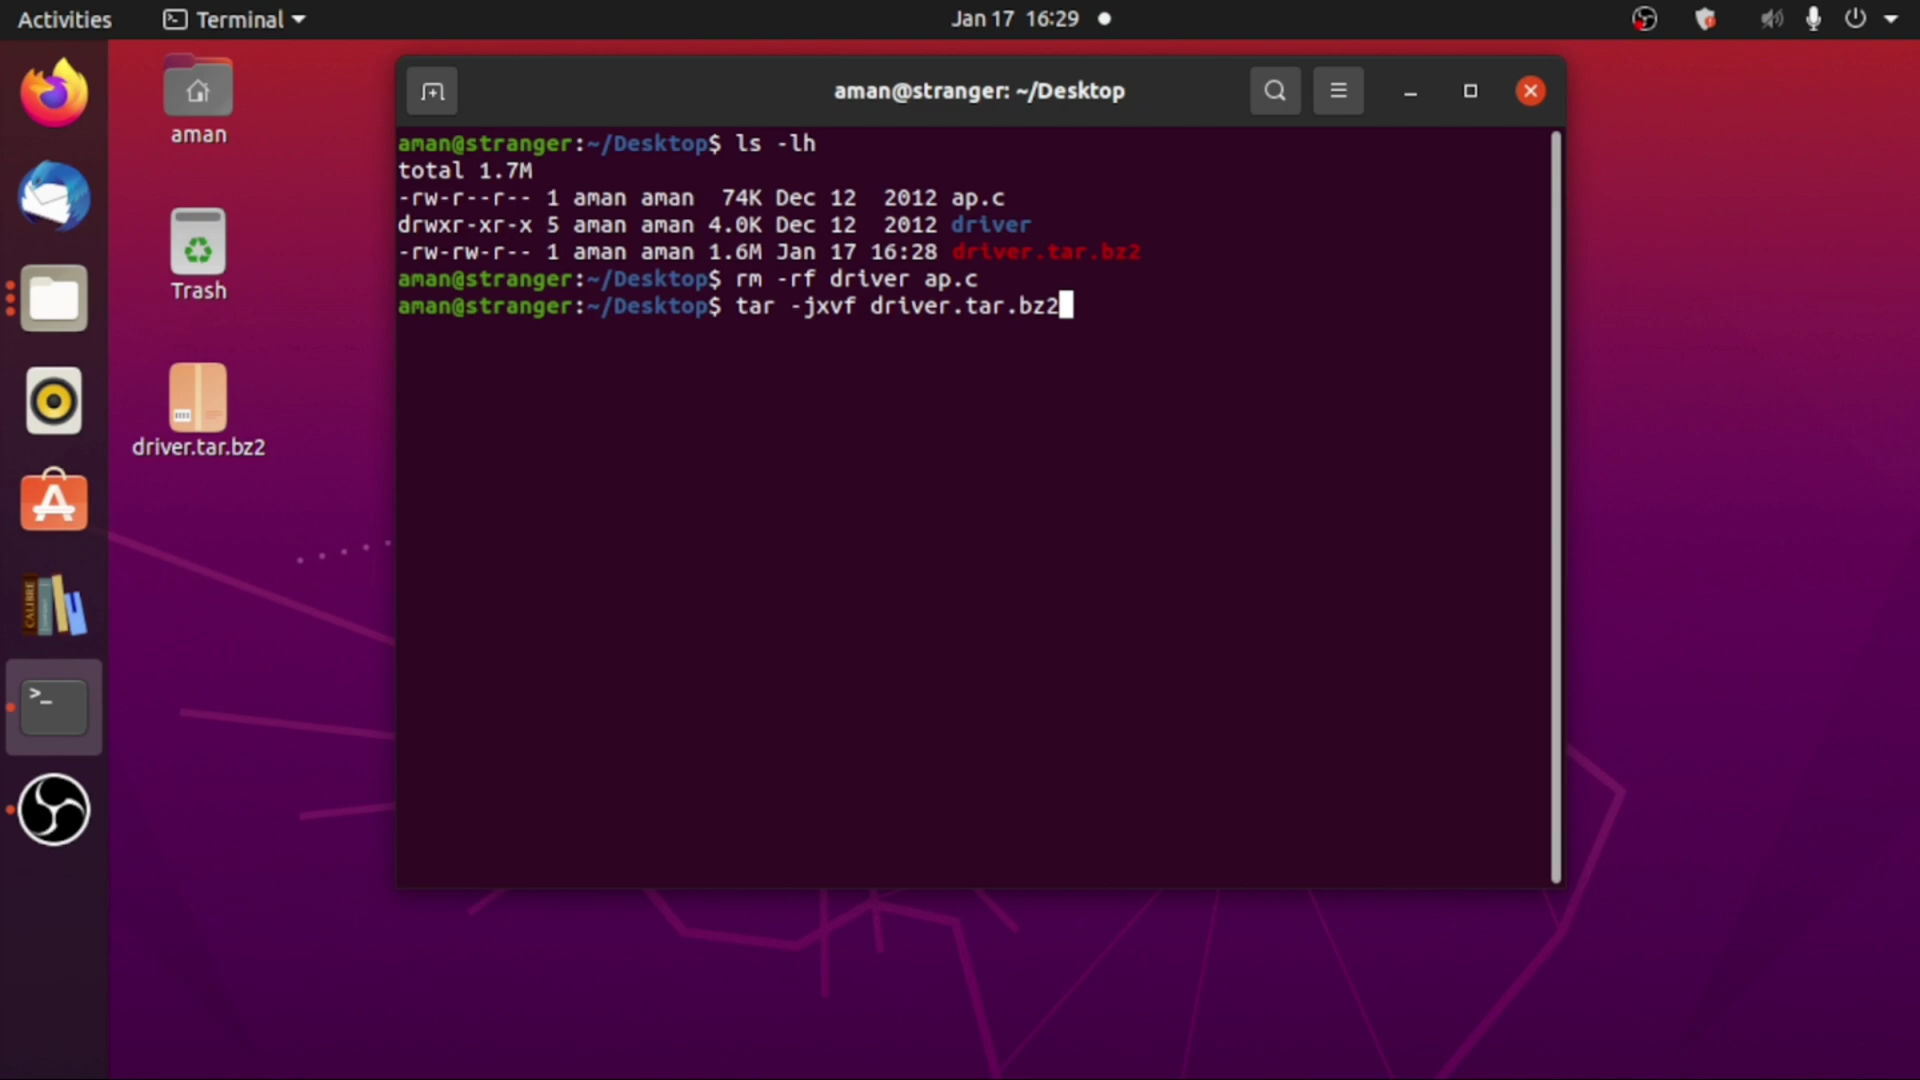 Activities
Terminal
Jan 17 16:29
aman
Trash
driver.tar.bz2
CALIBRE
>_
aman@stranger: ~/Desktop
aman@stranger:~/Desktop$ ls -lh
total 1.7M
-rw-r--r-- 1 aman aman  74K Dec 12  2012 ap.c
drwxr-xr-x 5 aman aman 4.0K Dec 12  2012 driver
-rw-rw-r-- 1 aman aman 1.6M Jan 17 16:28 driver.tar.bz2
aman@stranger:~/Desktop$ rm -rf driver ap.c
aman@stranger:~/Desktop$ tar -jxvf driver.tar.bz2